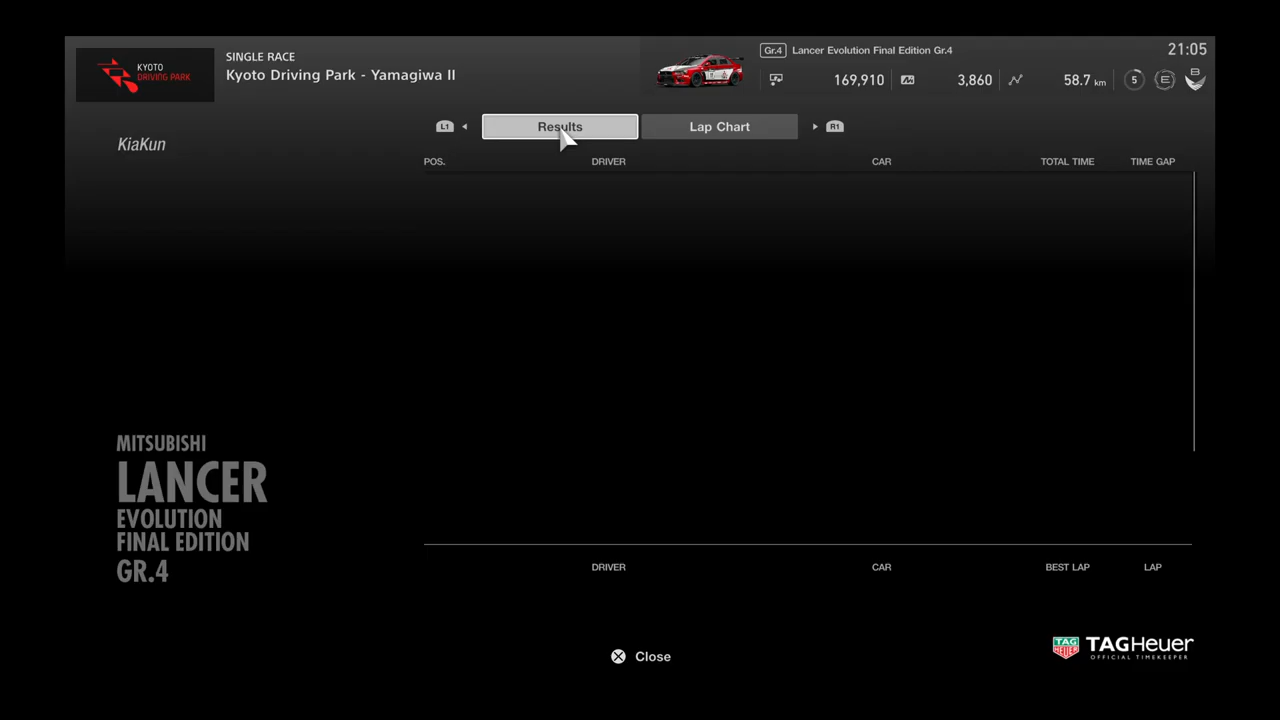 KYOTO
DRIVING PARK
SINGLE RACE
Kyoto Driving Park - Yamagiwa II
Gr.4 Lancer Evolution Final Edition Gr.4
21:05
169,910 3,860 58.7 km 5 E B
L1 Results Lap Chart R1
KiaKun
POS. DRIVER CAR TOTAL TIME TIME GAP
MITSUBISHI
LANCER
EVOLUTION
FINAL EDITION
GR.4
DRIVER CAR BEST LAP LAP
Close
TAG HEUER TAGHeuer
OFFICIAL TIMEKEEPER